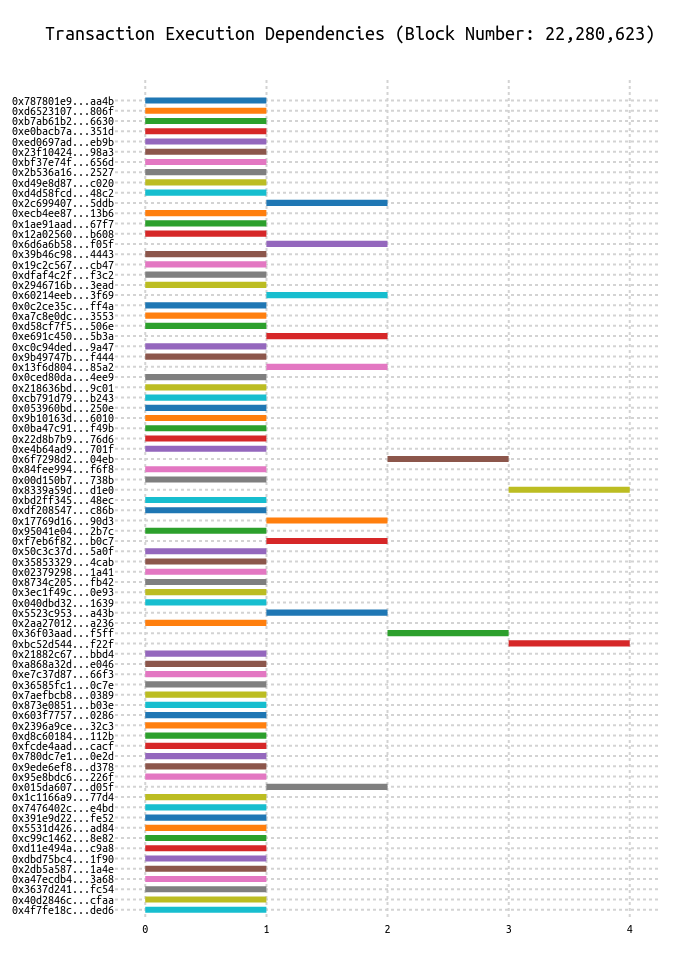 Transaction Execution Dependencies (Block Number: 22,280,623)
0x787801e9...aa4b
0xd6523107...806f
0xb7ab61b2...6630
0xe0bacb7a...351d
0xed0697ad...eb9b
0x23f10424...98a3
0xbf37e74f...656d
0x2b536a16...2527
0xd49e8d87...c020
0xd4d58fcd...48c2
0x2c699407...5ddb
0xecb4ee87...13b6
0x1ae91aad...67f7
0x12a02560...b608
0x6d6a6b58...f05f
0x39b46c98...4443
0x19c2c567...cb47
0xdfaf4c2f...f3c2
0x2946716b...3ead
0x60214eeb...3f69
0x0c2ce35c...ff4a
0xa7c8e0dc...3553
0xd58cf7f5...506e
0xe691c450...5b3a
0xc0c94ded...9a47
0x9b49747b...f444
0x13f6d804...85a2
0x0ced80da...4ee9
0x218636bd...9c01
0xcb791d79...b243
0x053960bd...250e
0x9b10163d...6010
0x0ba47c91...f49b
0x22d8b7b9...76d6
0xe4b64ad9...701f
0x6f7298d2...04eb
0x84fee994...f6f8
0x00d150b7...738b
0x8339a59d...d1e0
0xbd2ff345...48ec
0xdf208547...c86b
0x17769d16...90d3
0x95041e04...2b7c
0xf7eb6f82...b0c7
0x50c3c37d...5a0f
0x35853329...4cab
0x02379298...1a41
0x8734c205...fb42
0x3ec1f49c...0e93
0x040dbd32...1639
0x5523c953...a43b
0x2aa27012...a236
0x36f03aad...f5ff
0xbc52d544...f22f
0x21882c67...bbd4
0xa868a32d...e046
0xe7c37d87...66f3
0x36585fc1...0c7e
0x7aefbcb8...0389
0x873e0851...b03e
0x603f7757...0286
0x2396a9ce...32c3
0xd8c60184...112b
0xfcde4aad...cacf
0x780dc7e1...0e2d
0x9ede6ef8...d378
0x95e8bdc6...226f
0x015da607...d05f
0x1c1166a9...77d4
0x7476402c...e4bd
0x391e9d22...fe52
0x5531d426...ad84
0xc99c1462...8e82
0xd11e494a...c9a8
0xdbd75bc4...1f90
0x2db5a587...1a4e
0xa47ecdb4...3a68
0x3637d241...fc54
0x40d2846c...cfaa
0x4f7fe18c...ded6
0 1 2 3 4